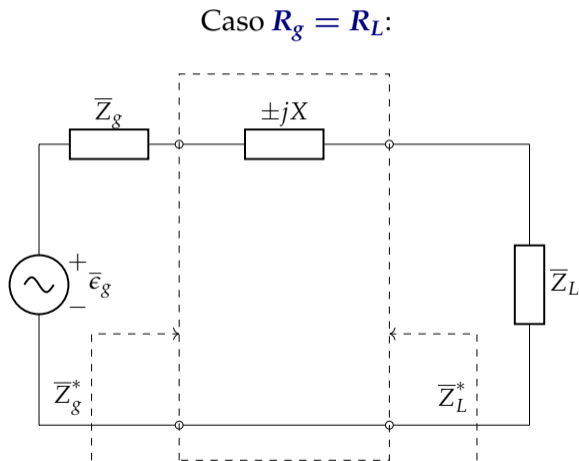 Caso R_g = R_L:
Z̅_g
±jX
+
ϵ̅_g
−
Z̅_L
Z̅_g^*
Z̅_L^*